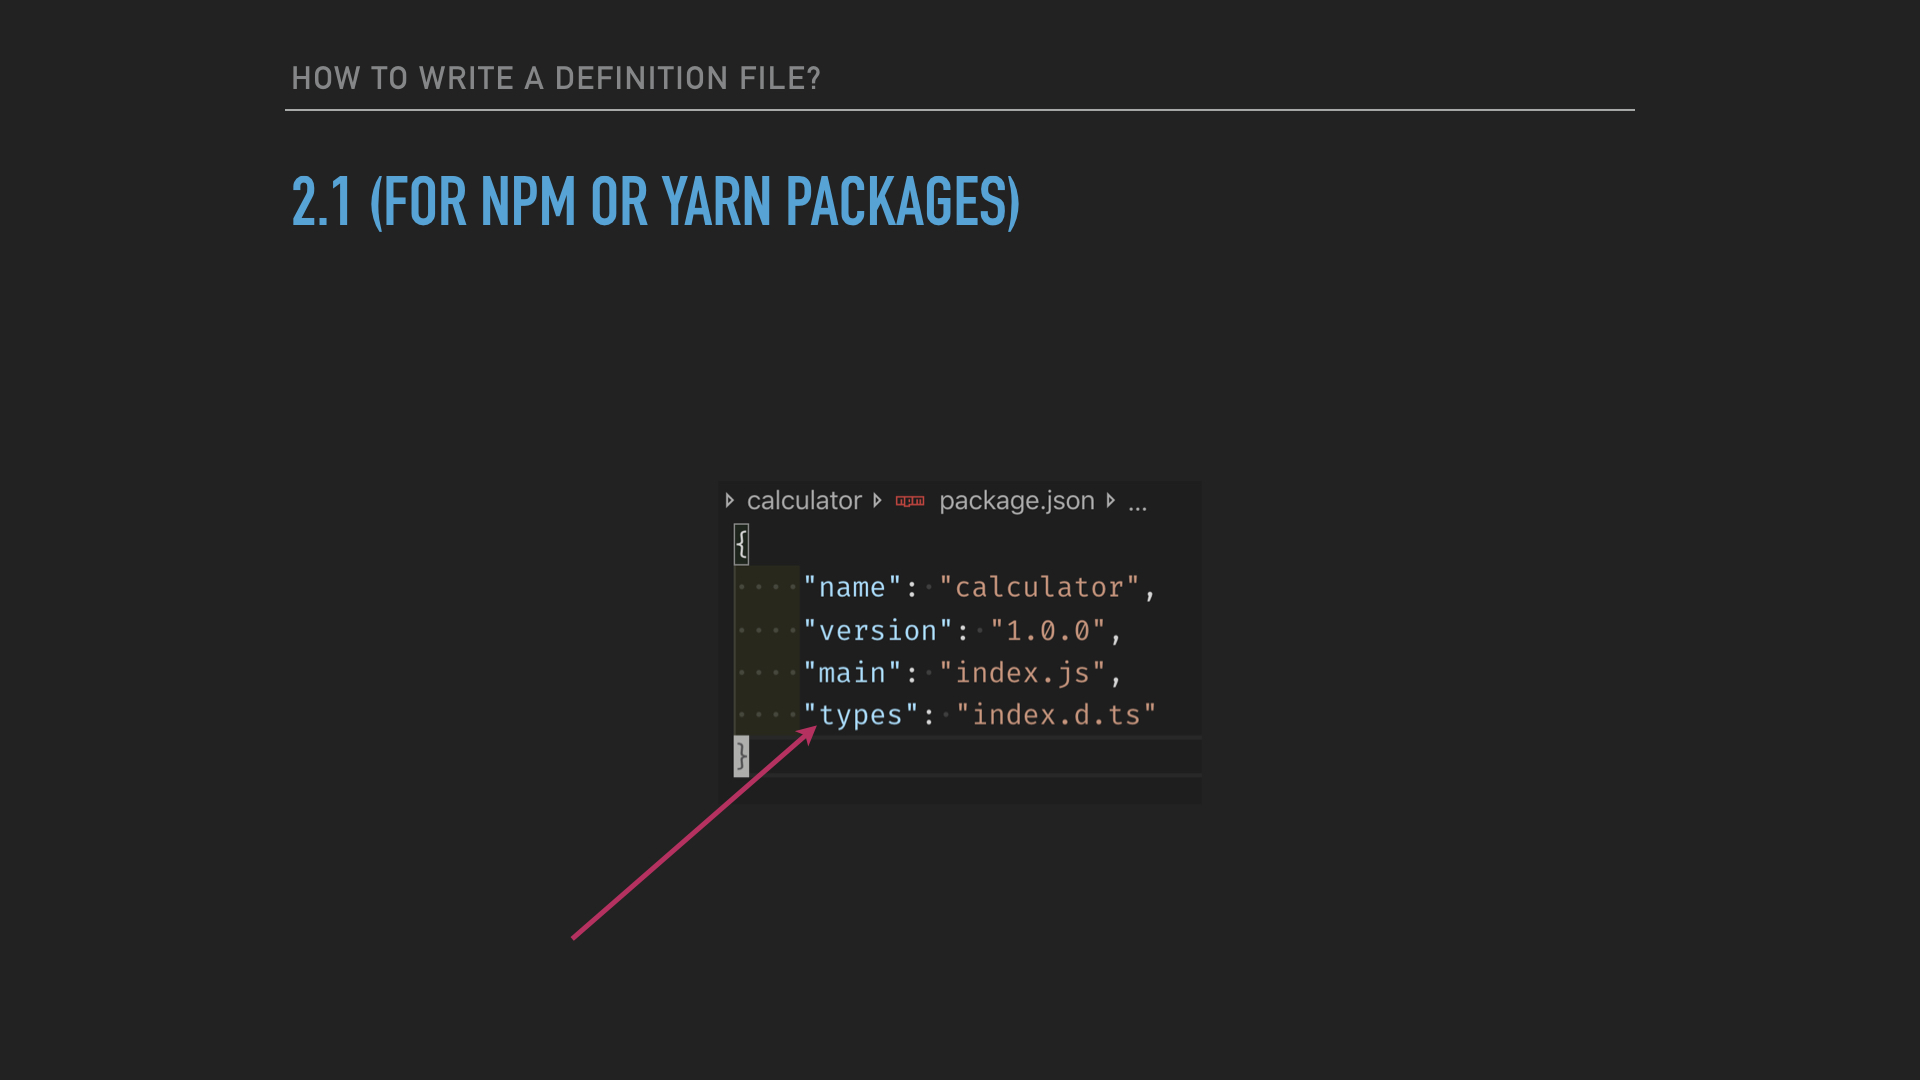 HOW TO WRITE A DEFINITION FILE?
2.1 (FOR NPM OR YARN PACKAGES)
calculator npm package.json ...
{
"name": "calculator",
"version": "1.0.0",
"main": "index.js",
"types": "index.d.ts"
}